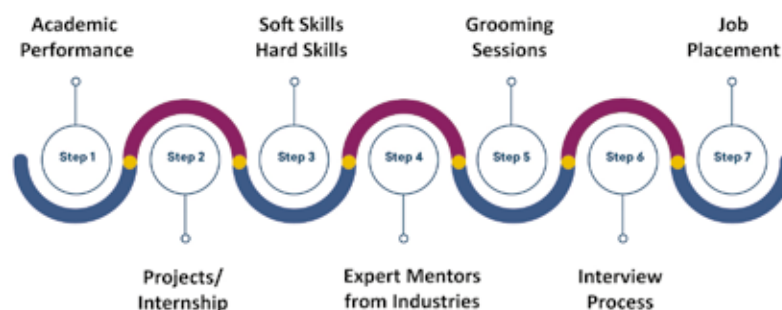 Academic
Performance
Soft Skills
Hard Skills
Grooming
Sessions
Job
Placement
Step 1
Step 2
Step 3
Step 4
Step 5
Step 6
Step 7
Projects/
Internship
Expert Mentors
from Industries
Interview
Process